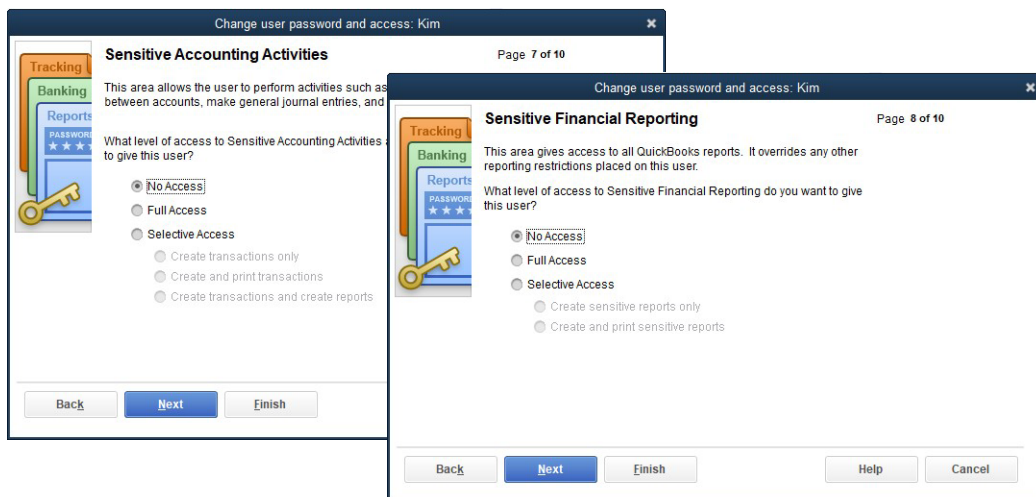 Change user password and access: Kim
Sensitive Accounting Activities
Page 7 of 10
Tracking
Banking
Reports
PASSWORD
★★★★
This area allows the user to perform activities such as
between accounts, make general journal entries, and
What level of access to Sensitive Accounting Activities
to give this user?
No Access
Full Access
Selective Access
Create transactions only
Create and print transactions
Create transactions and create reports
Back
Next
Finish
Change user password and access: Kim
Sensitive Financial Reporting
Page 8 of 10
Tracking
Banking
Reports
PASSWORD
★★★
This area gives access to all QuickBooks reports. It overrides any other
reporting restrictions placed on this user.
What level of access to Sensitive Financial Reporting do you want to give
this user?
No Access
Full Access
Selective Access
Create sensitive reports only
Create and print sensitive reports
Back
Next
Finish
Help
Cancel